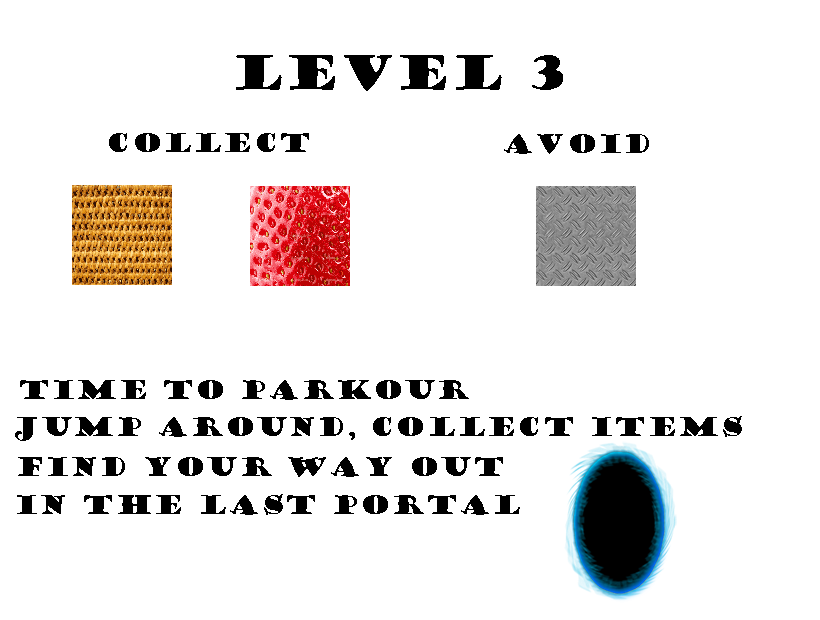 LEVEL 3
COLLECT
AVOID
TIME TO PARKOUR
JUMP AROUND, COLLECT ITEMS
FIND YOUR WAY OUT
IN THE LAST PORTAL